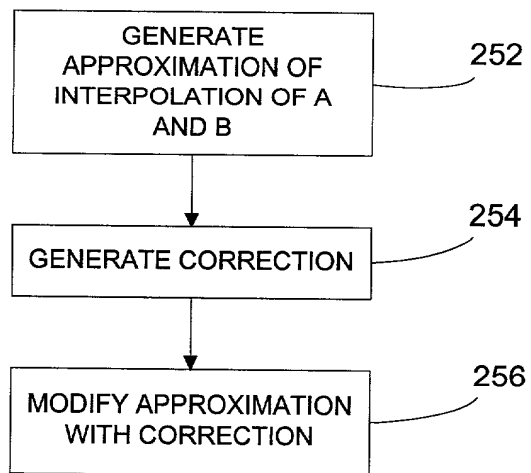 GENERATE
APPROXIMATION OF
INTERPOLATION OF A
AND B
252
GENERATE CORRECTION
254
MODIFY APPROXIMATION
WITH CORRECTION
256